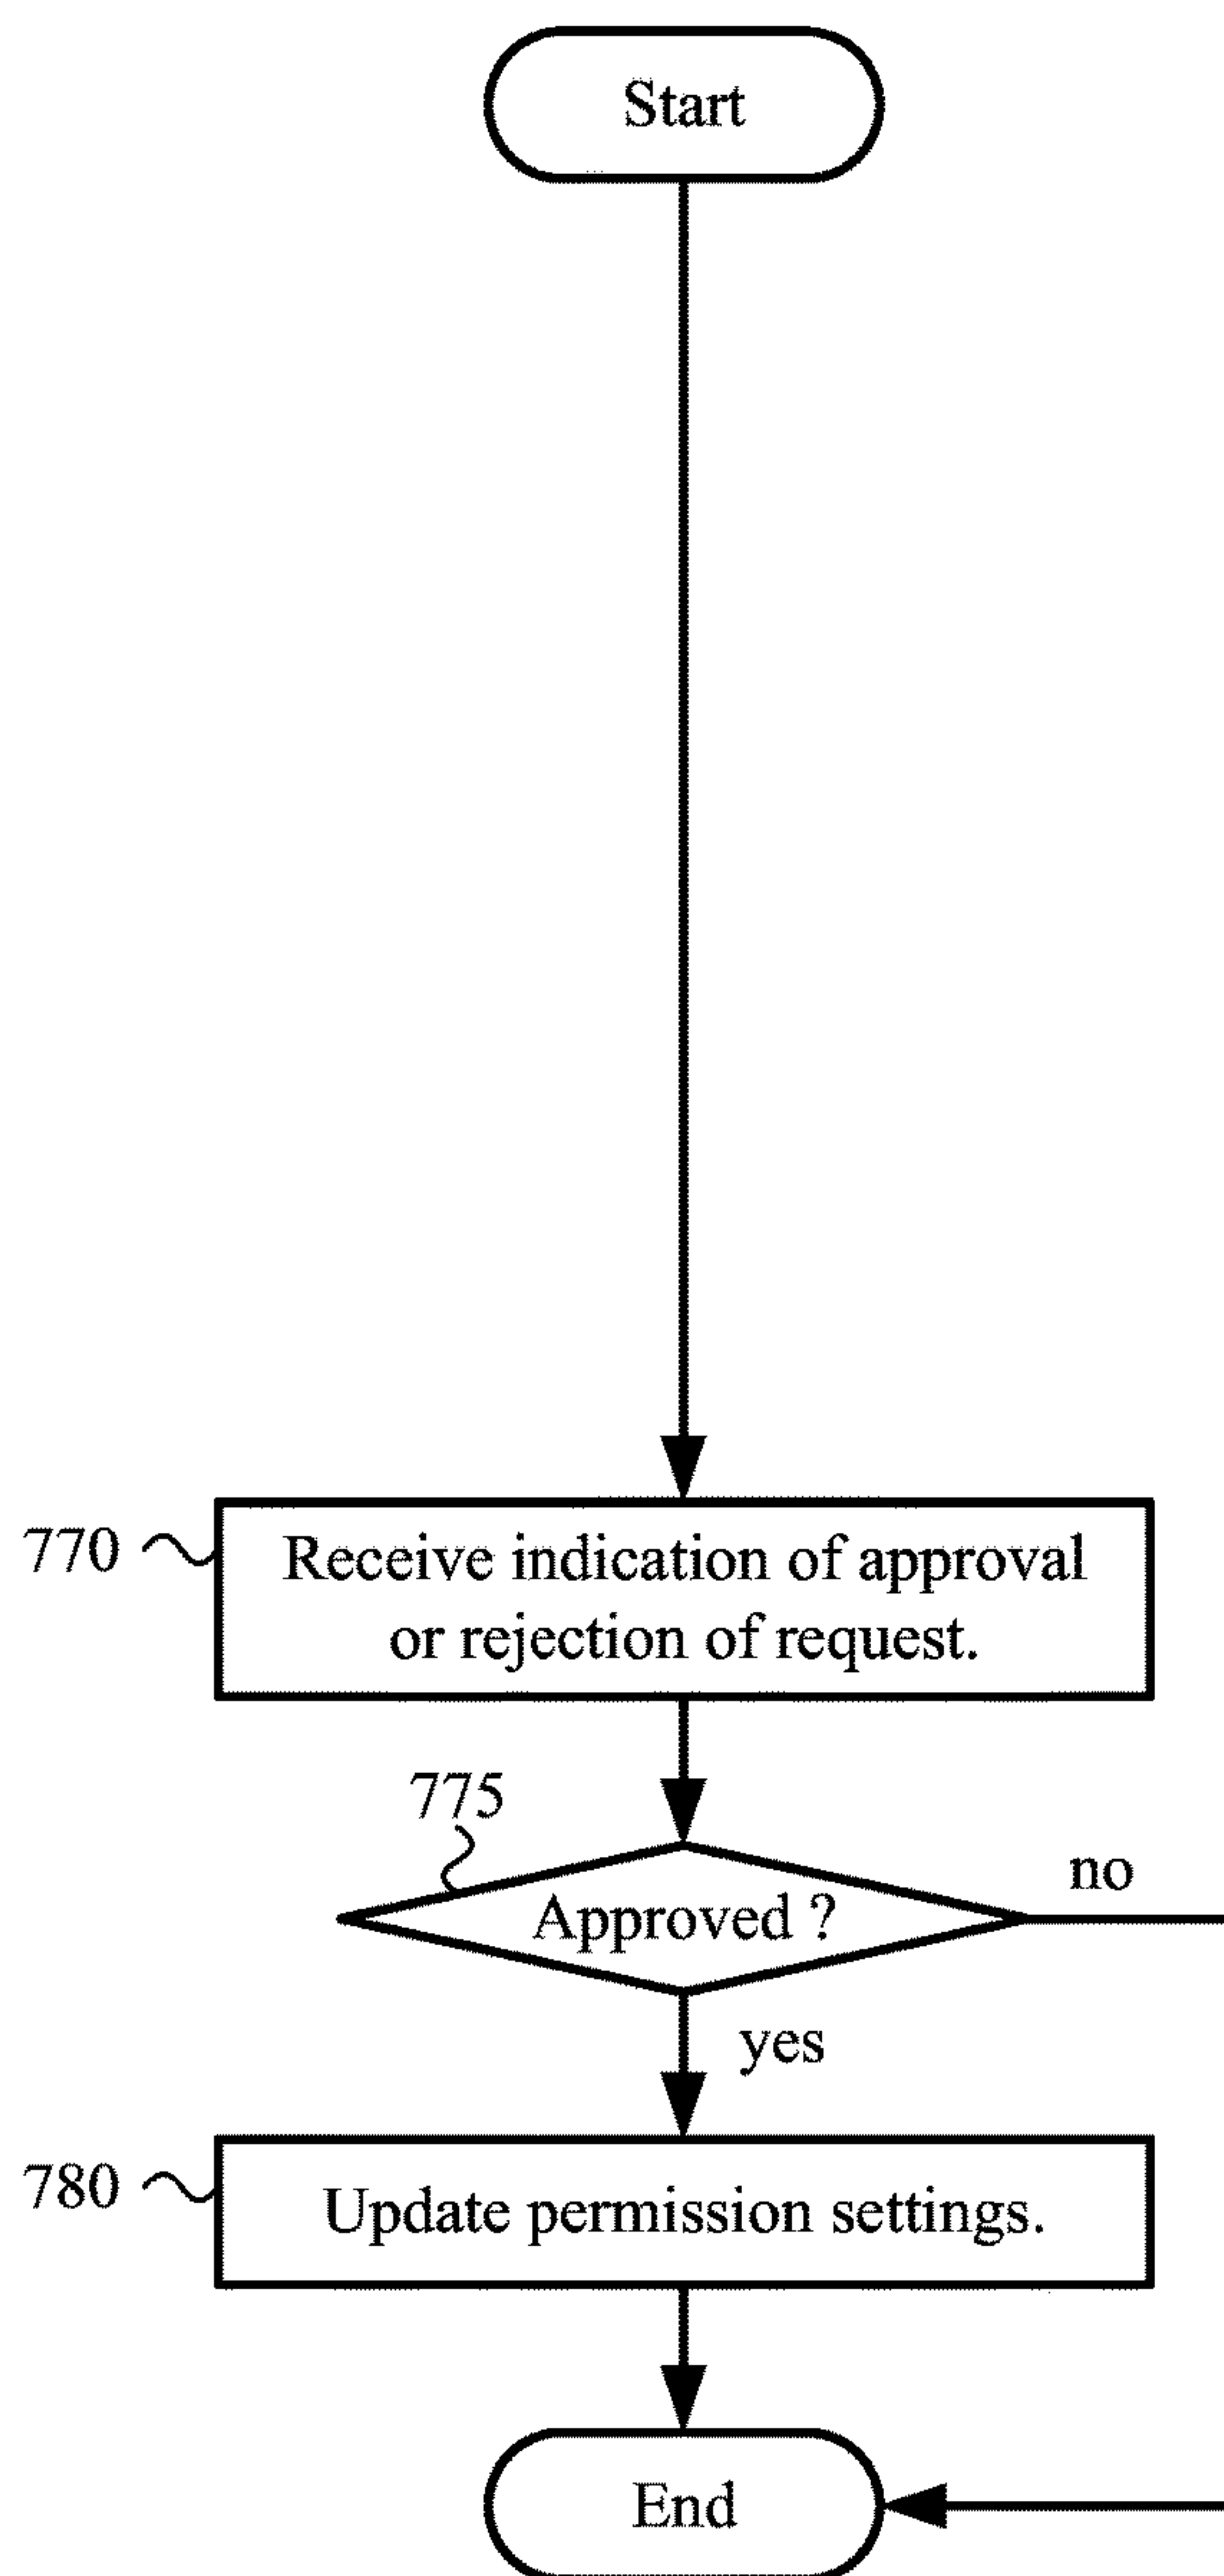 Start
770
Receive indication of approval
or rejection of request.
775
Approved ?
no
yes
780
Update permission settings.
End